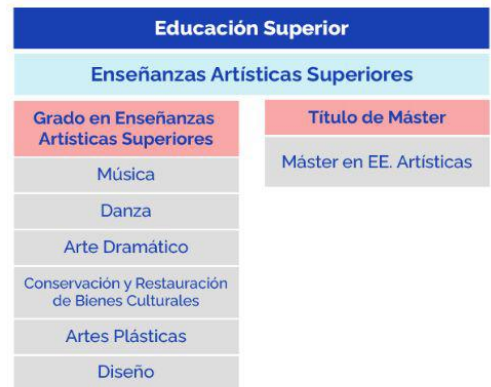 Educación Superior
Enseñanzas Artísticas Superiores
Grado en Enseñanzas
Artísticas Superiores
Música
Danza
Arte Dramático
Conservación y Restauración
de Bienes Culturales
Artes Plásticas
Diseño
Título de Máster
Máster en EE. Artísticas